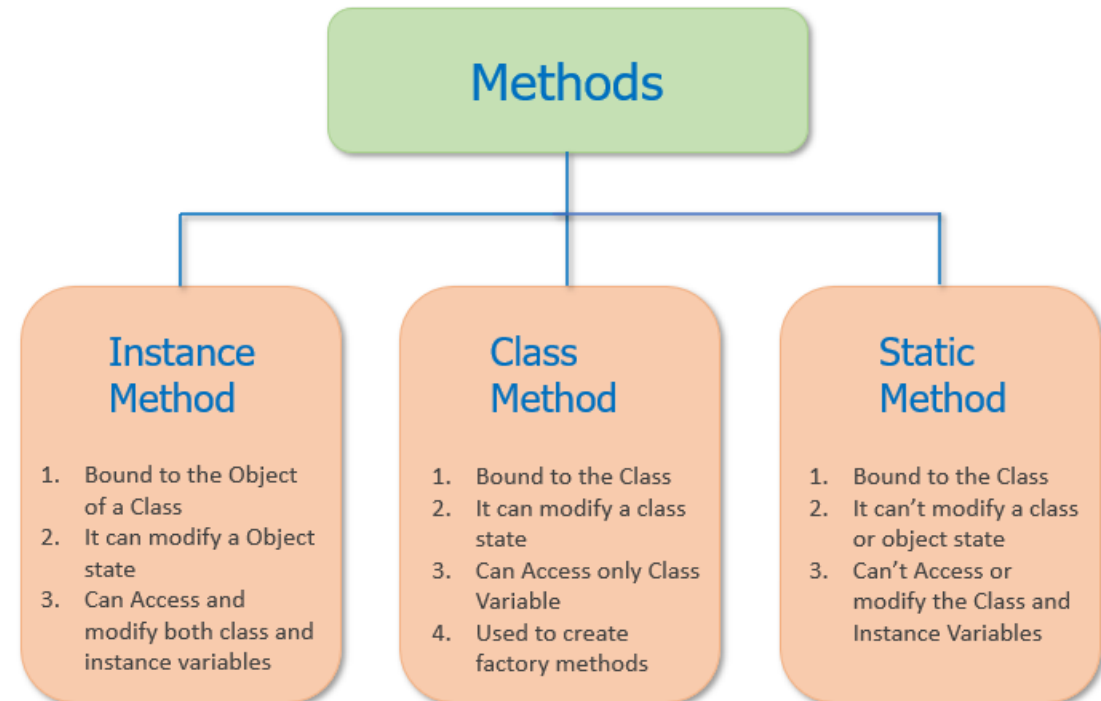 Methods
Instance
Method
1. Bound to the Object
of a Class
2. It can modify a Object
state
3. Can Access and
modify both class and
instance variables
Class
Method
1. Bound to the Class
2. It can modify a class
state
3. Can Access only Class
Variable
4. Used to create
factory methods
Static
Method
1. Bound to the Class
2. It can’t modify a class
or object state
3. Can’t Access or
modify the Class and
Instance Variables